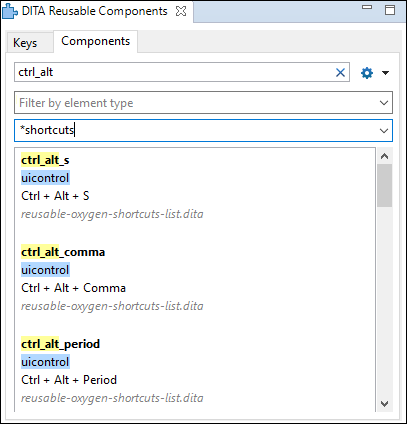 DITA Reusable Components
Keys
Components
ctrl_alt
Filter by element type
*shortcuts
ctrl_alt_s
uicontrol
Ctrl + Alt + S
reusable-oxygen-shortcuts-list.dita
ctrl_alt_comma
uicontrol
Ctrl + Alt + Comma
reusable-oxygen-shortcuts-list.dita
ctrl_alt_period
uicontrol
Ctrl + Alt + Period
reusable-oxygen-shortcuts-list.dita